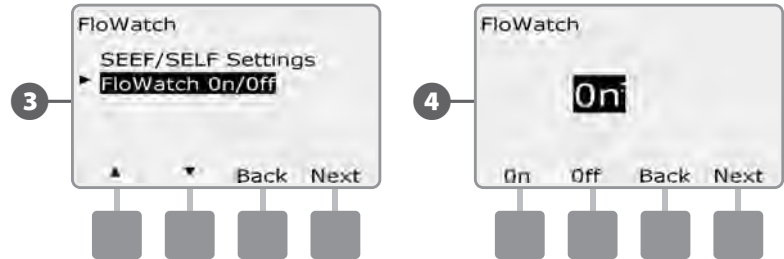 FloWatch
SEEF/SELF Settings
► FloWatch On/Off
3
▲ ▼ Back Next
FloWatch
On
4
On Off Back Next